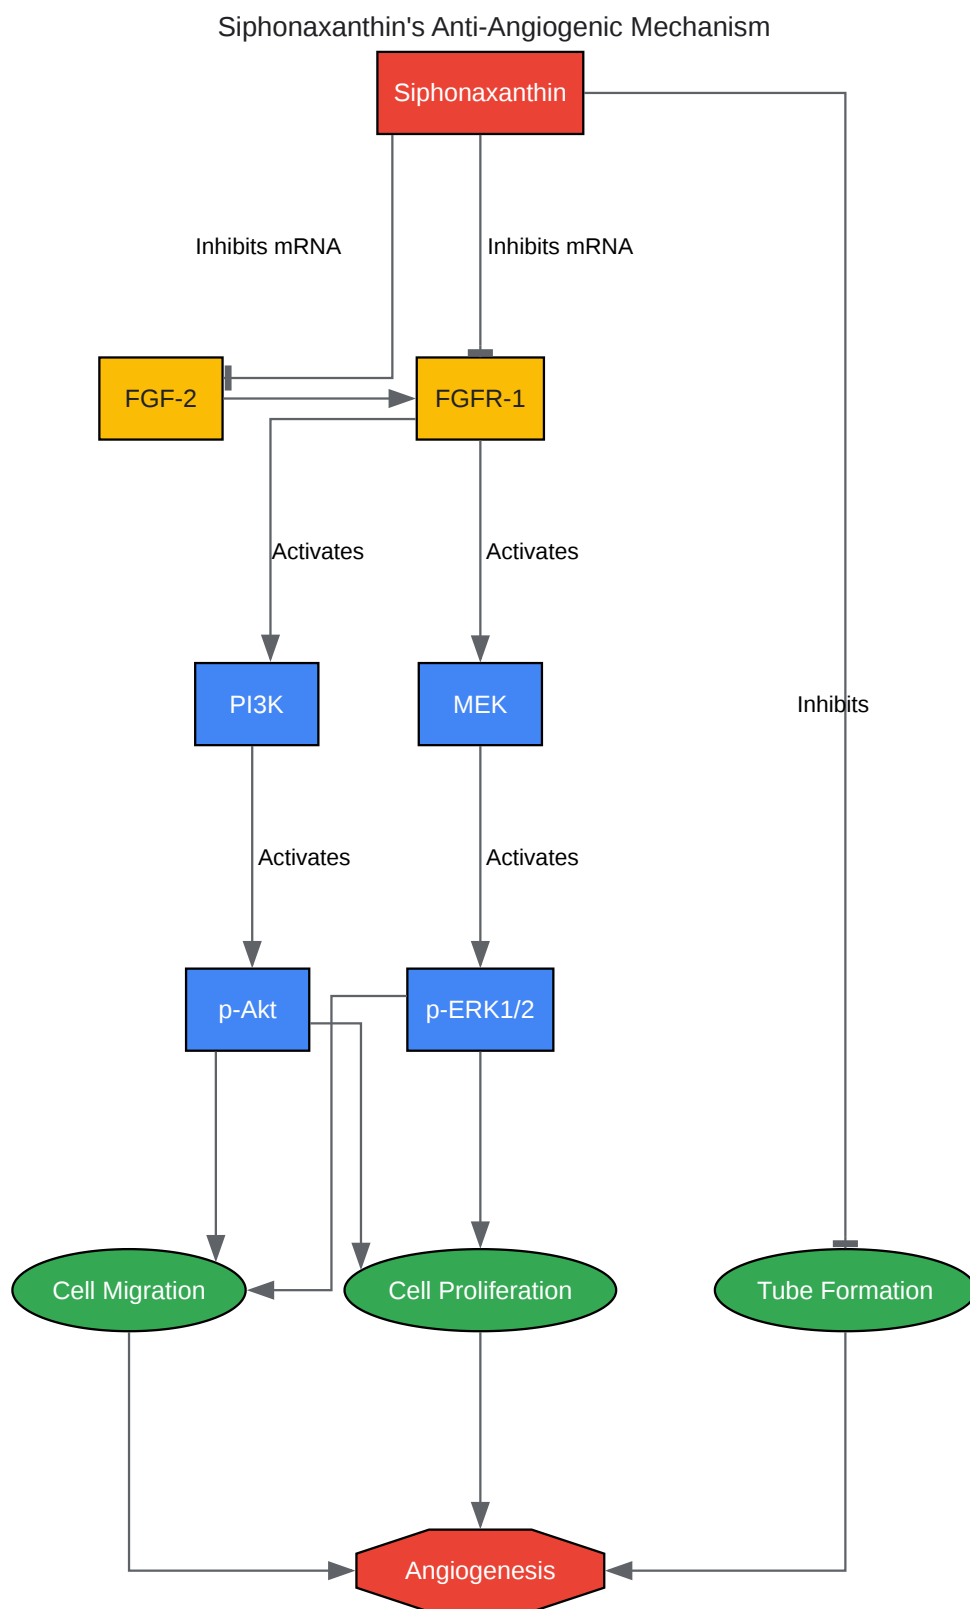 Siphonaxanthin's Anti-Angiogenic Mechanism
Siphonaxanthin
Inhibits mRNA
Inhibits mRNA
FGF-2
FGFR-1
Activates
Activates
PI3K
MEK
Inhibits
Activates
Activates
p-Akt
p-ERK1/2
Cell Migration
Cell Proliferation
Tube Formation
Angiogenesis